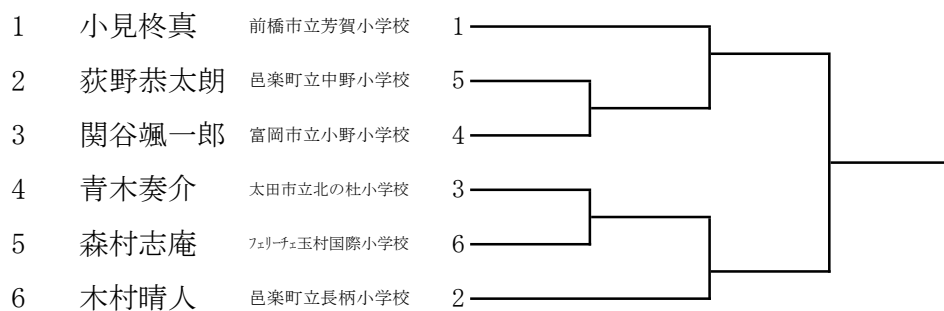 1 小見柊真 前橋市立芳賀小学校 1
2 荻野恭太朗 邑楽町立中野小学校 5
3 関谷颯一郎 富岡市立小野小学校 4
4 青木奏介 太田市立北の杜小学校 3
5 森村志庵 フェリーチェ玉村国際小学校 6
6 木村晴人 邑楽町立長柄小学校 2